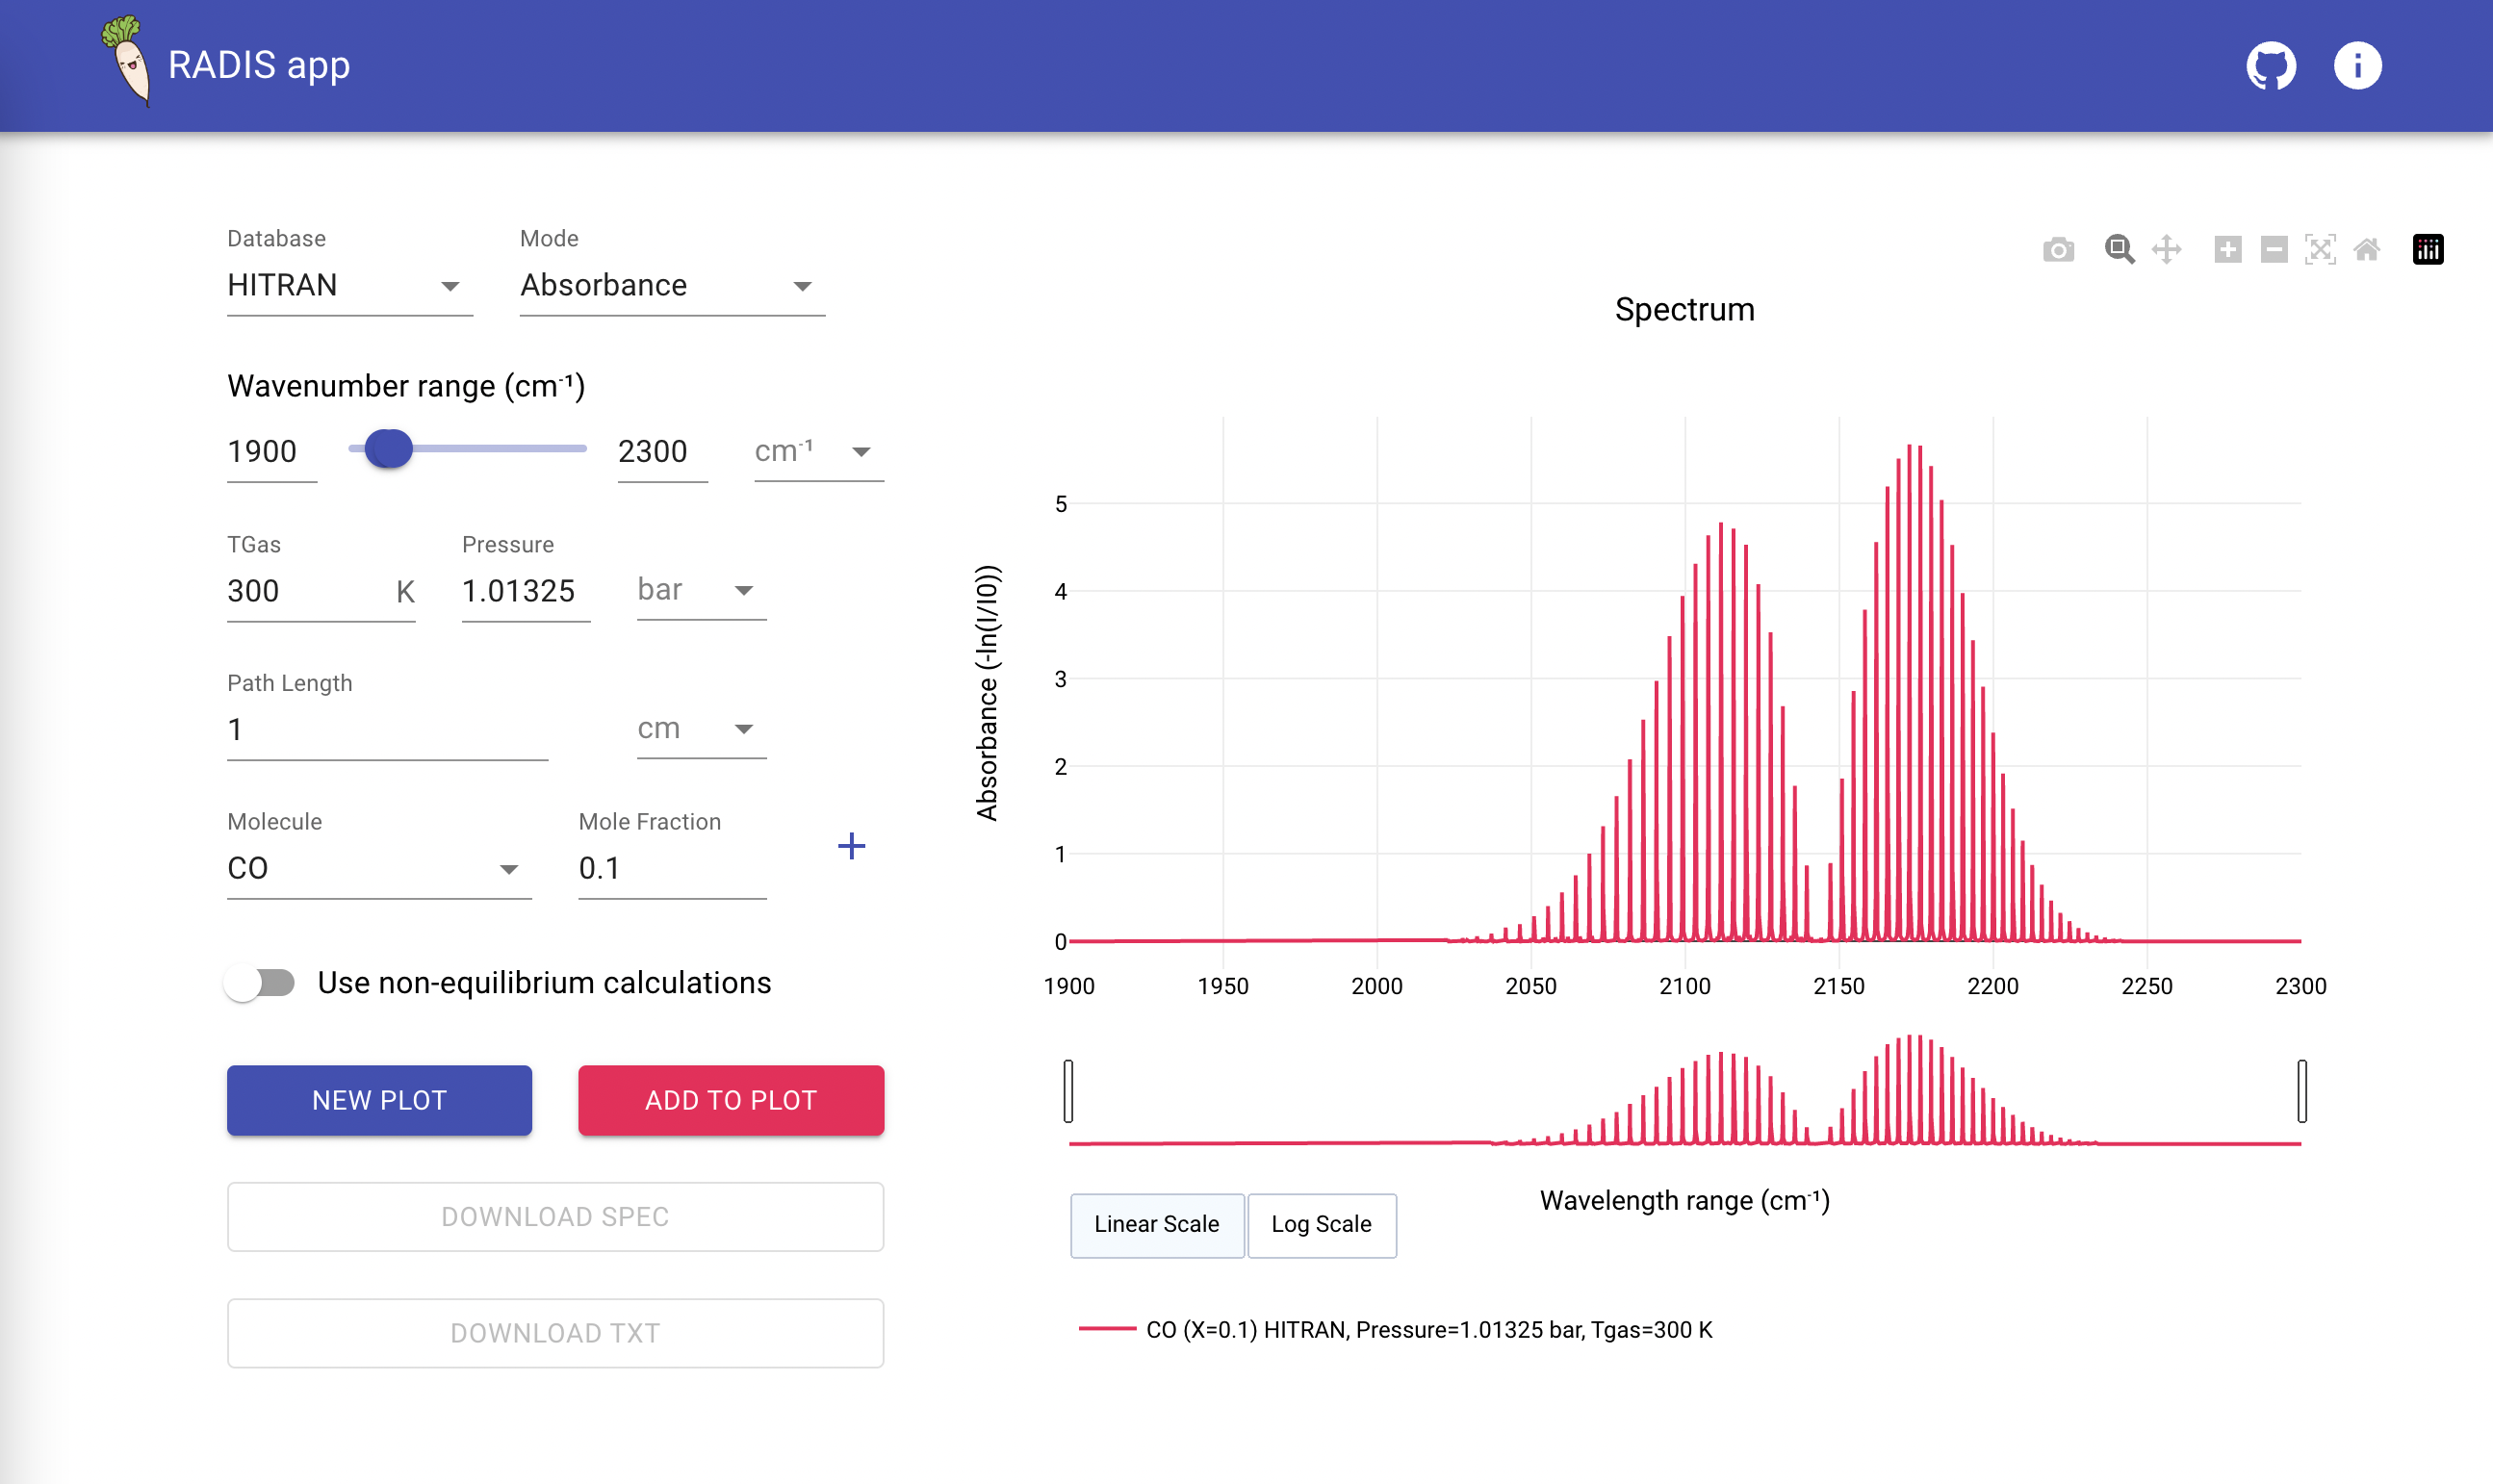 RADIS app
Database
Mode
HITRAN
Absorbance
Wavenumber range (cm⁻¹)
1900
2300
cm⁻¹
TGas
Pressure
300 K
1.01325
bar
Path Length
1
cm
Molecule
Mole Fraction
CO
0.1
+
Use non-equilibrium calculations
NEW PLOT
ADD TO PLOT
DOWNLOAD SPEC
DOWNLOAD TXT
Spectrum
Absorbance (-ln(I/I0))
5
4
3
2
1
0
1900 1950 2000 2050 2100 2150 2200 2250 2300
Wavelength range (cm⁻¹)
Linear Scale
Log Scale
CO (X=0.1) HITRAN, Pressure=1.01325 bar, Tgas=300 K